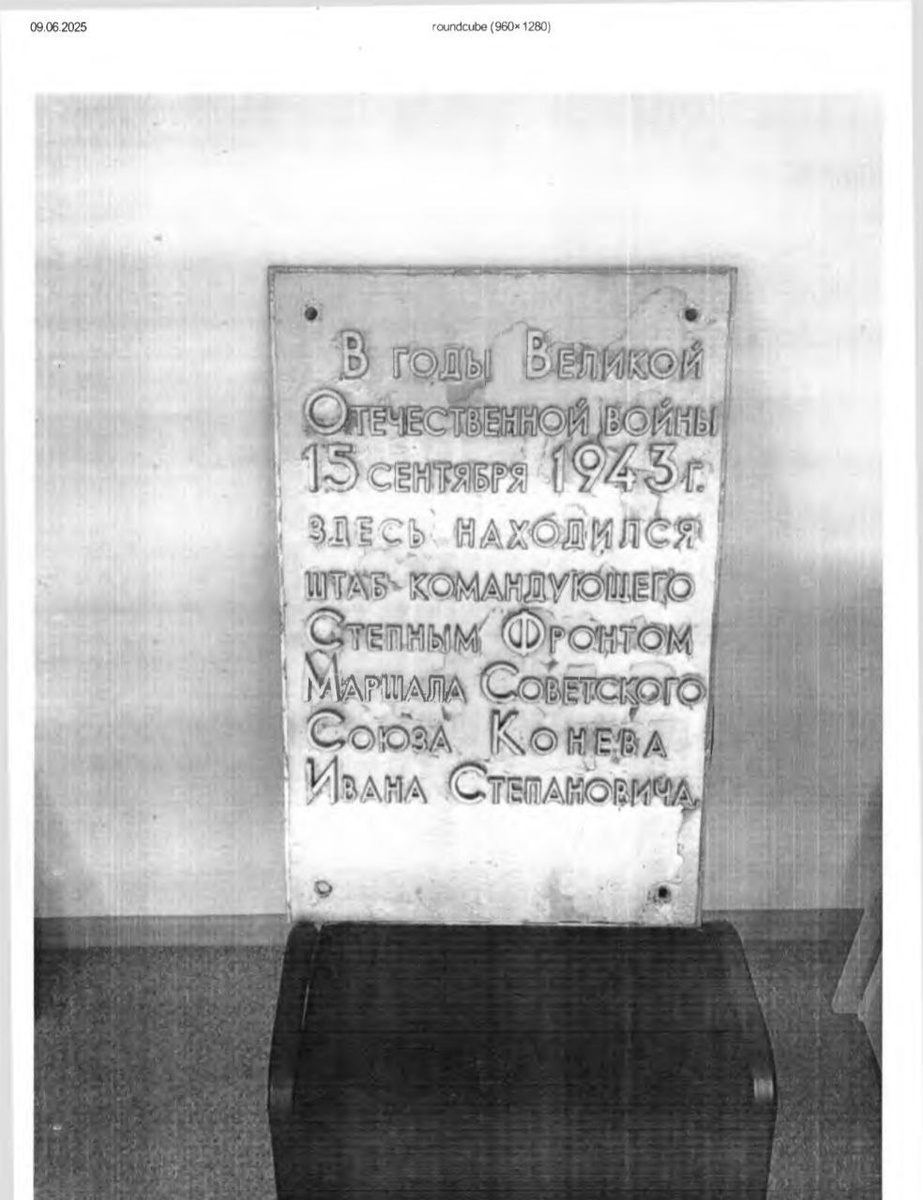 09.06.2025
roundcube (960×1280)
В годы Великой
Отечественной войны
15 сентября 1943 г.
здесь находился
штаб командующего
Степным Фронтом
Маршала Советского
Союза Конева
Ивана Степановича.